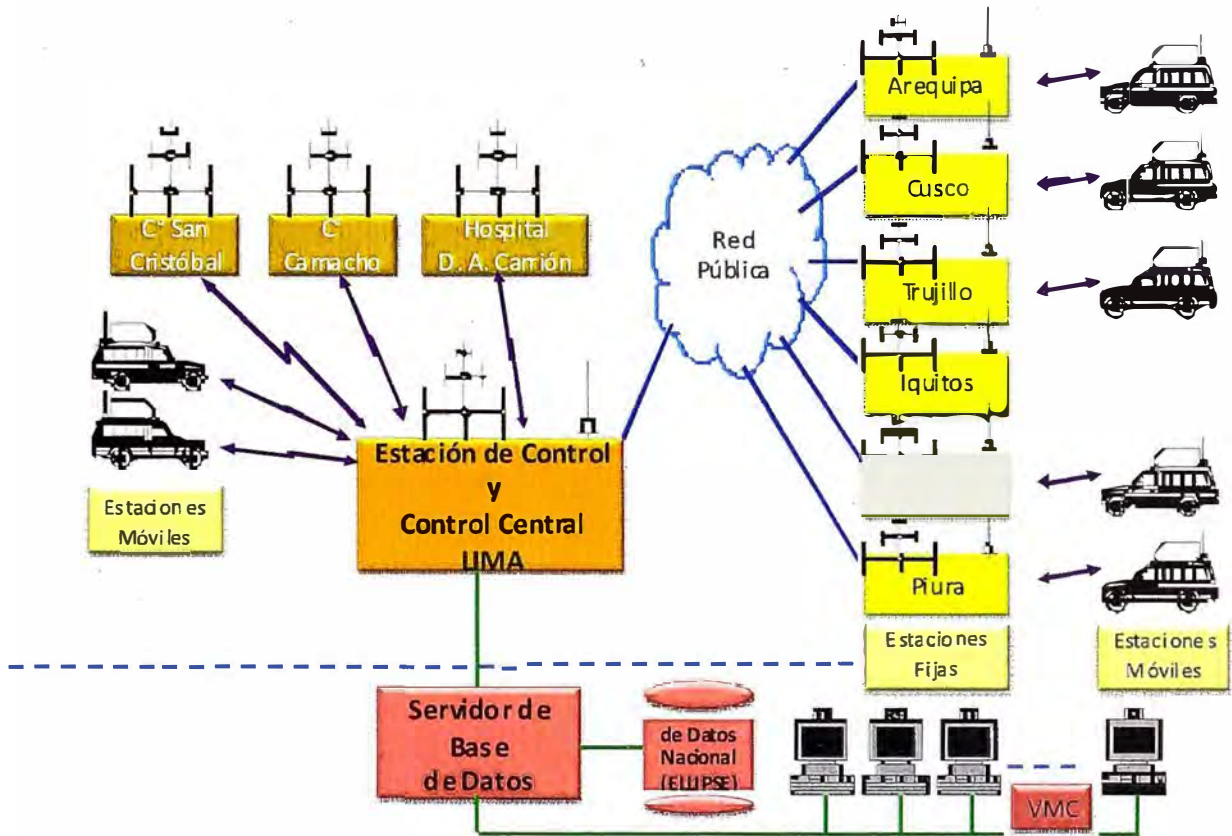 Arequipa
Cusco
Trujillo
Iquitos
Piura
Estaciones
Fijas
Estaciones
Móviles
Red
Pública
C° San
Cristóbal
C
Camacho
Hospital
D. A. Carrión
Estaciones
Móviles
Estación de Control
y
Control Central
LIMA
Servidor de
Base
de Datos
de Datos
Nacional
(ELLIPSE)
VMC